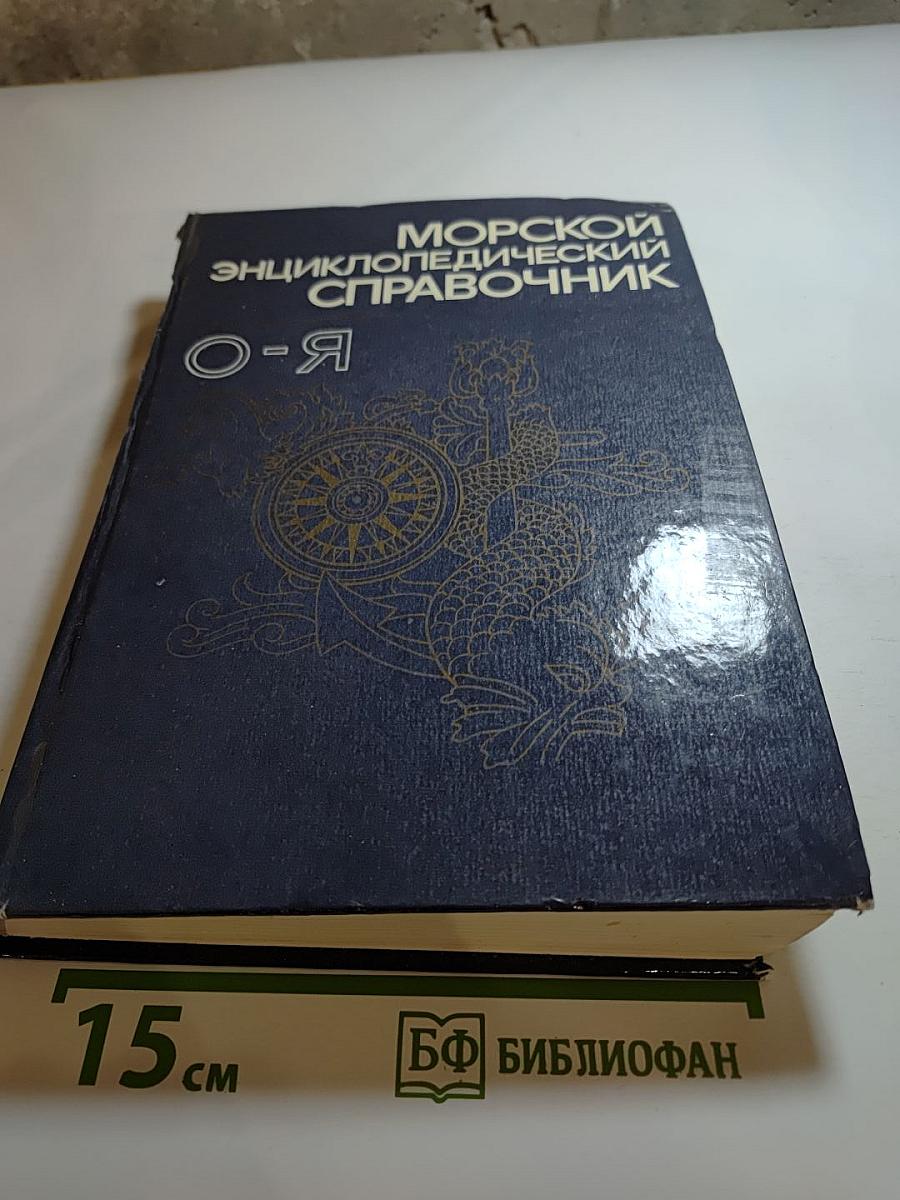 МОРСКОЙ
ЭНЦИКЛОПЕДИЧЕСКИЙ
СПРАВОЧНИК
О-Я
15 см
БФ БИБЛИОФАН